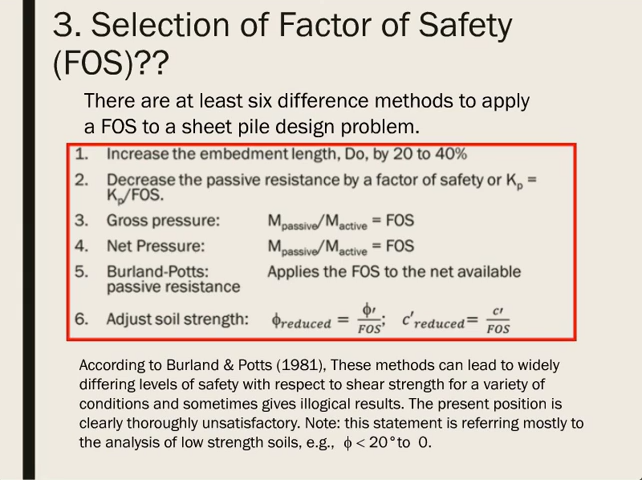 3. Selection of Factor of Safety
(FOS)??
There are at least six difference methods to apply
a FOS to a sheet pile design problem.
1. Increase the embedment length, Do, by 20 to 40%
2. Decrease the passive resistance by a factor of safety or Kp =
Kp/FOS.
3. Gross pressure: Mpassive/Mactive = FOS
4. Net Pressure: Mpassive/Mactive = FOS
5. Burland-Potts: Applies the FOS to the net available
passive resistance
6. Adjust soil strength: ϕreduced = ϕ′/FOS; c′reduced= c′/FOS
According to Burland & Potts (1981), These methods can lead to widely
differing levels of safety with respect to shear strength for a variety of
conditions and sometimes gives illogical results. The present position is
clearly thoroughly unsatisfactory. Note: this statement is referring mostly to
the analysis of low strength soils, e.g., ϕ < 20°to 0.